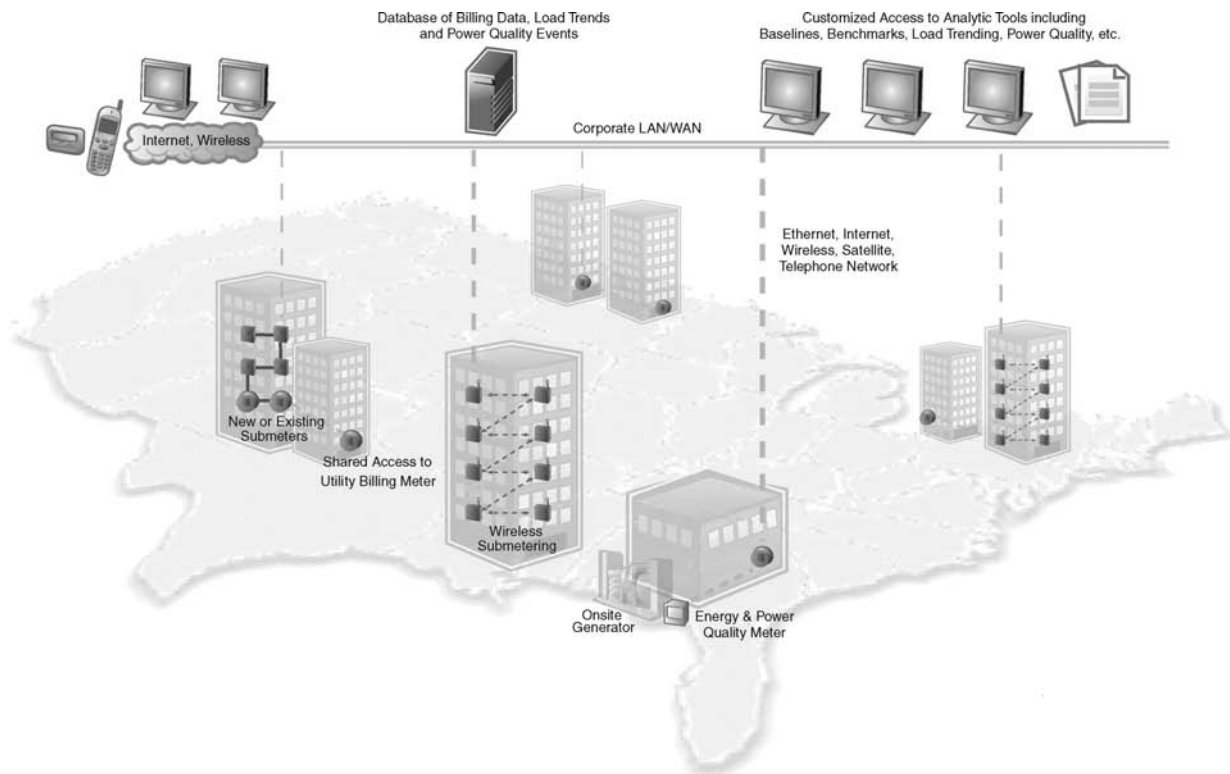 Database of Billing Data, Load Trends
and Power Quality Events
Customized Access to Analytic Tools including
Baselines, Benchmarks, Load Trending, Power Quality, etc.
Internet, Wireless
Corporate LAN/WAN
Ethernet, Internet,
Wireless, Satellite,
Telephone Network
New or Existing
Submeters
Shared Access to
Utility Billing Meter
Wireless
Submetering
Onsite
Generator
Energy & Power
Quality Meter